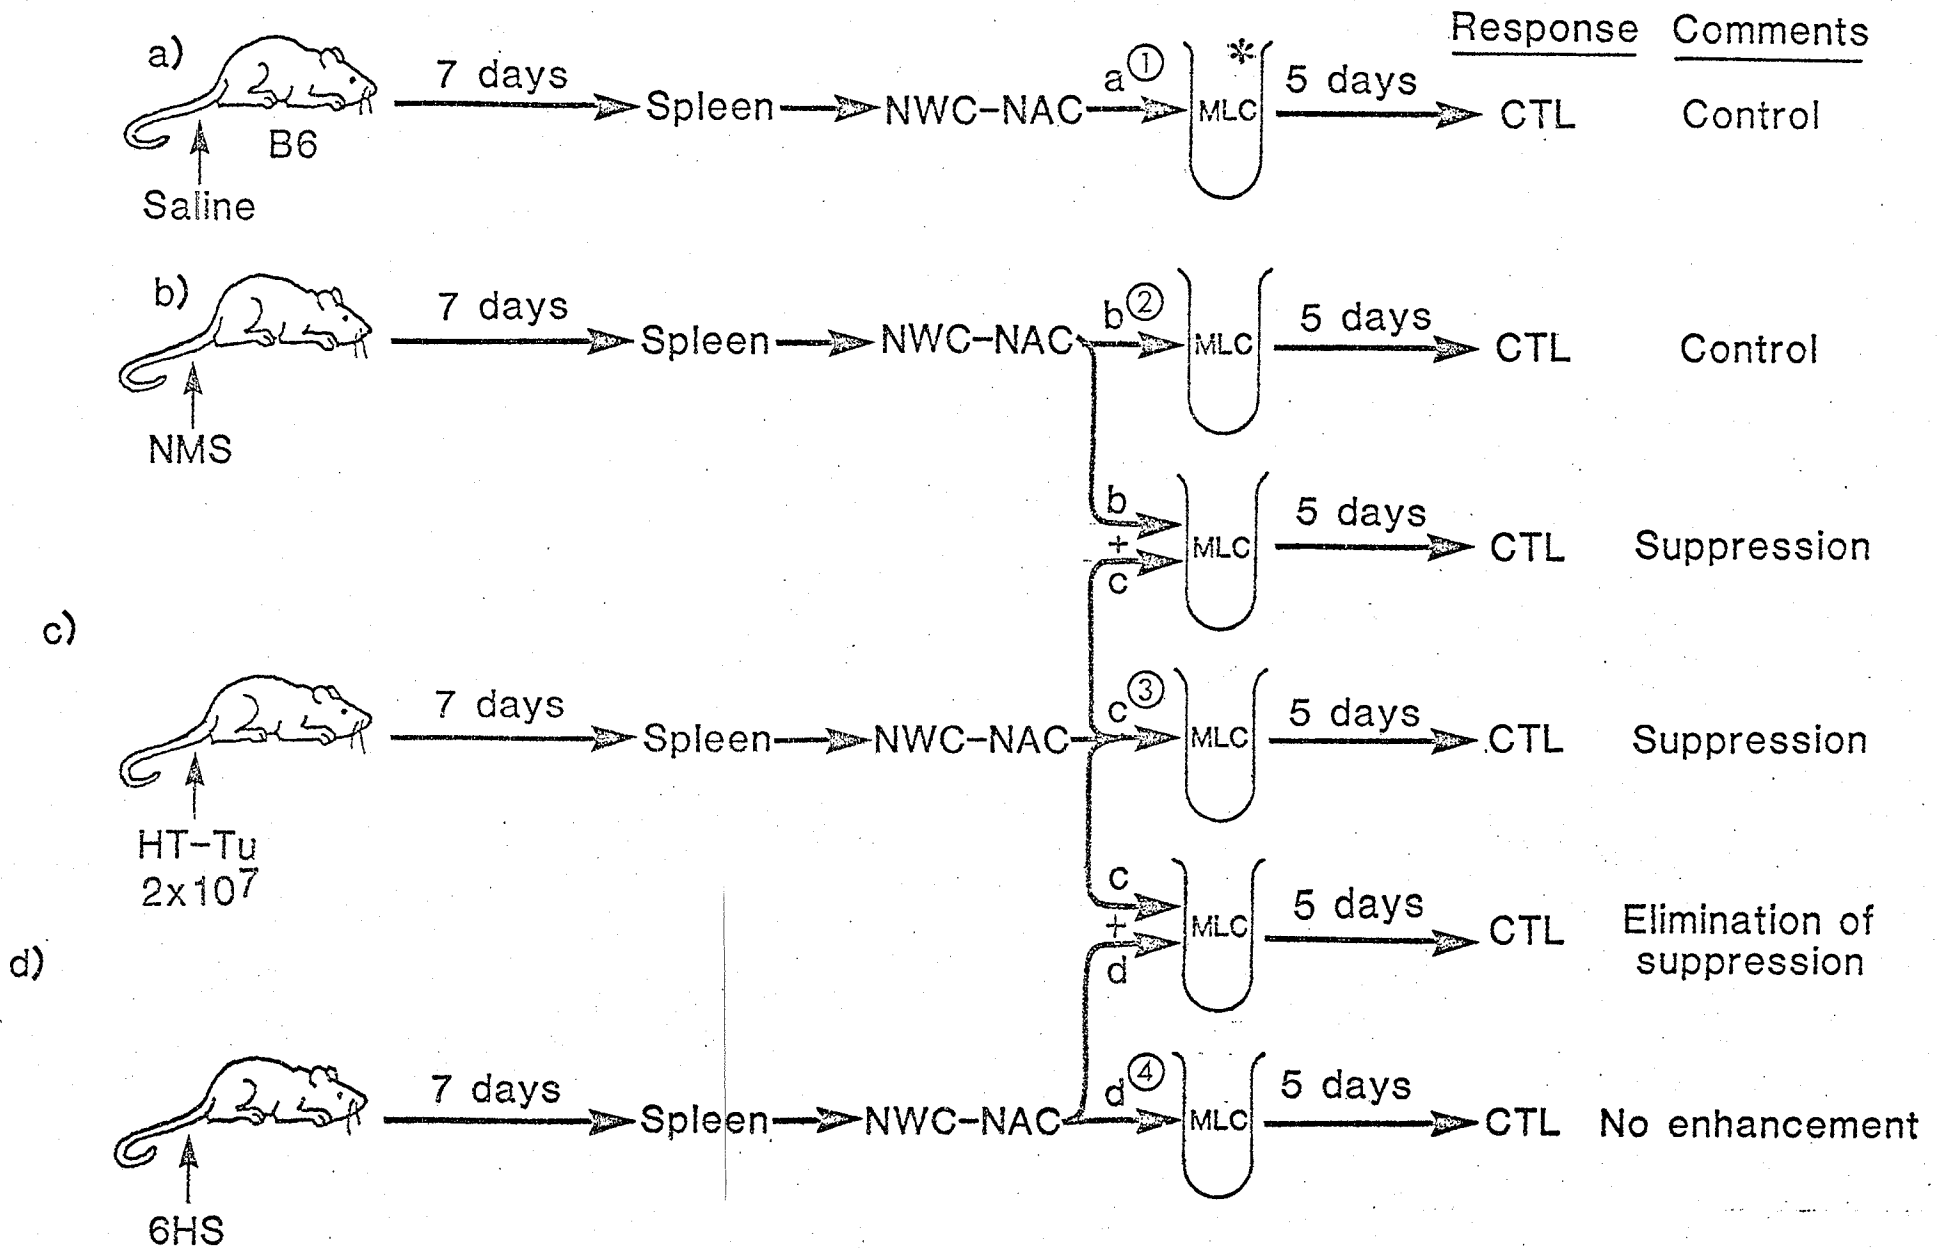 Response Comments
a) 7 days Spleen NWC–NAC a① MLC * 5 days CTL Control
B6
Saline
b) 7 days Spleen NWC–NAC b② MLC 5 days CTL Control
NMS
b + c MLC 5 days CTL Suppression
c)
7 days Spleen NWC–NAC c③ MLC 5 days CTL Suppression
HT–Tu
2x10⁷
c + d MLC 5 days CTL Elimination of
suppression
d)
7 days Spleen NWC–NAC d④ MLC 5 days CTL No enhancement
6HS